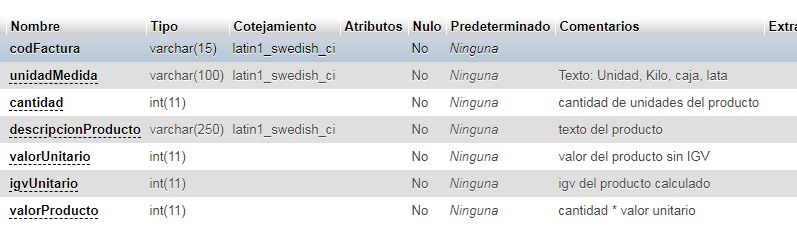 Nombre Tipo Cotejamiento Atributos Nulo Predeterminado Comentarios Extra
codFactura varchar(15) latin1_swedish_ci No Ninguna
unidadMedida varchar(100) latin1_swedish_ci No Ninguna Texto: Unidad, Kilo, caja, lata
cantidad int(11) No Ninguna cantidad de unidades del producto
descripcionProducto varchar(250) latin1_swedish_ci No Ninguna texto del producto
valorUnitario int(11) No Ninguna valor del producto sin IGV
igvUnitario int(11) No Ninguna igv del producto calculado
valorProducto int(11) No Ninguna cantidad * valor unitario